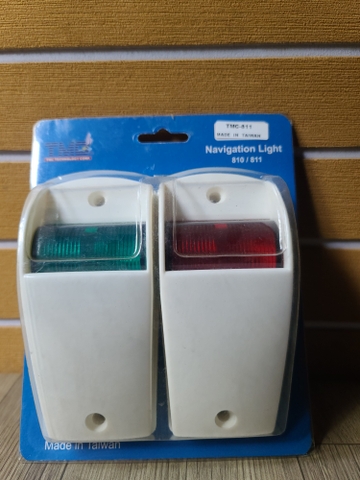 TMC-811
MADE IN TAIWAN
Navigation Light
810 / 811
Made in Taiwan